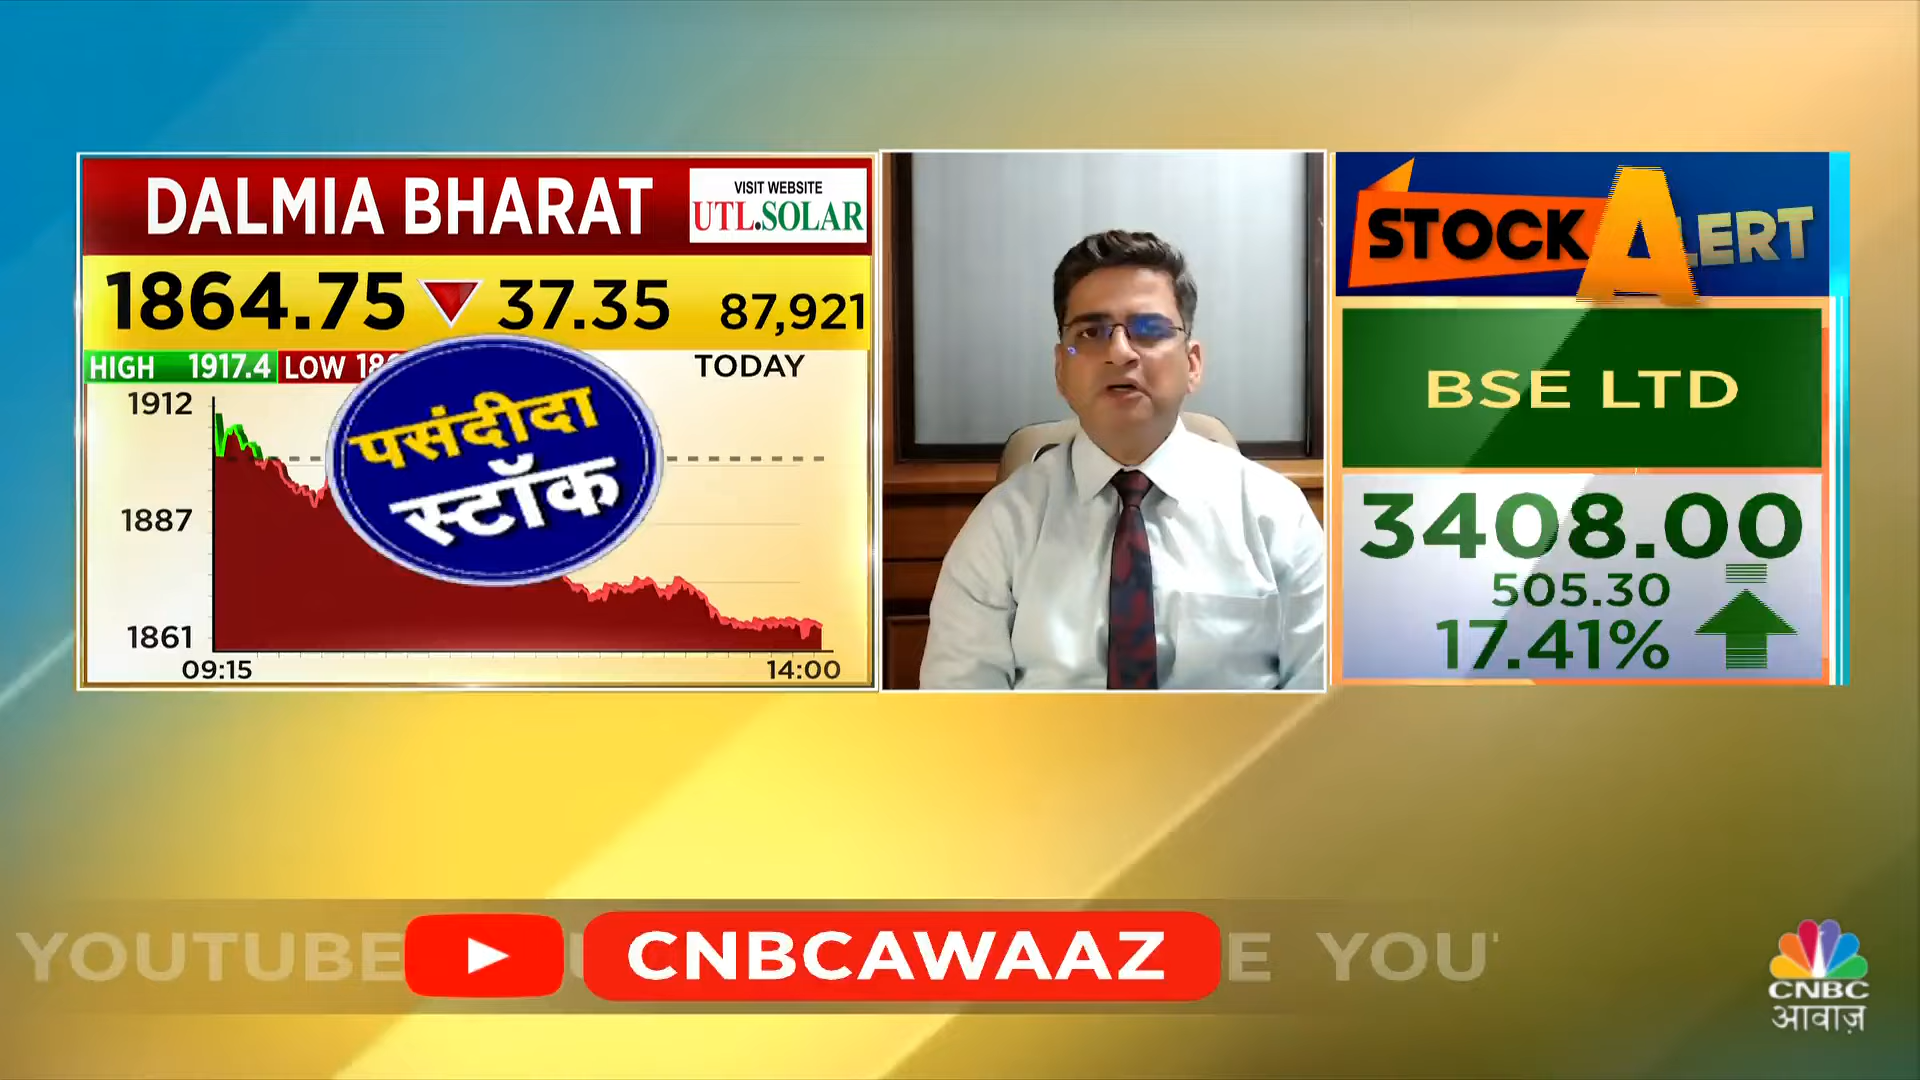 DALMIA BHARAT
VISIT WEBSITE
UTL.SOLAR
1864.75 37.35 87,921
HIGH 1917.4 LOW
TODAY
1912
1887
1861
09:15 14:00
पसंदीदा
स्टॉक
STOCK ALERT
BSE LTD
3408.00
505.30
17.41%
YOUTUBE CNBCAWAAZ
CNBC
आवाज़